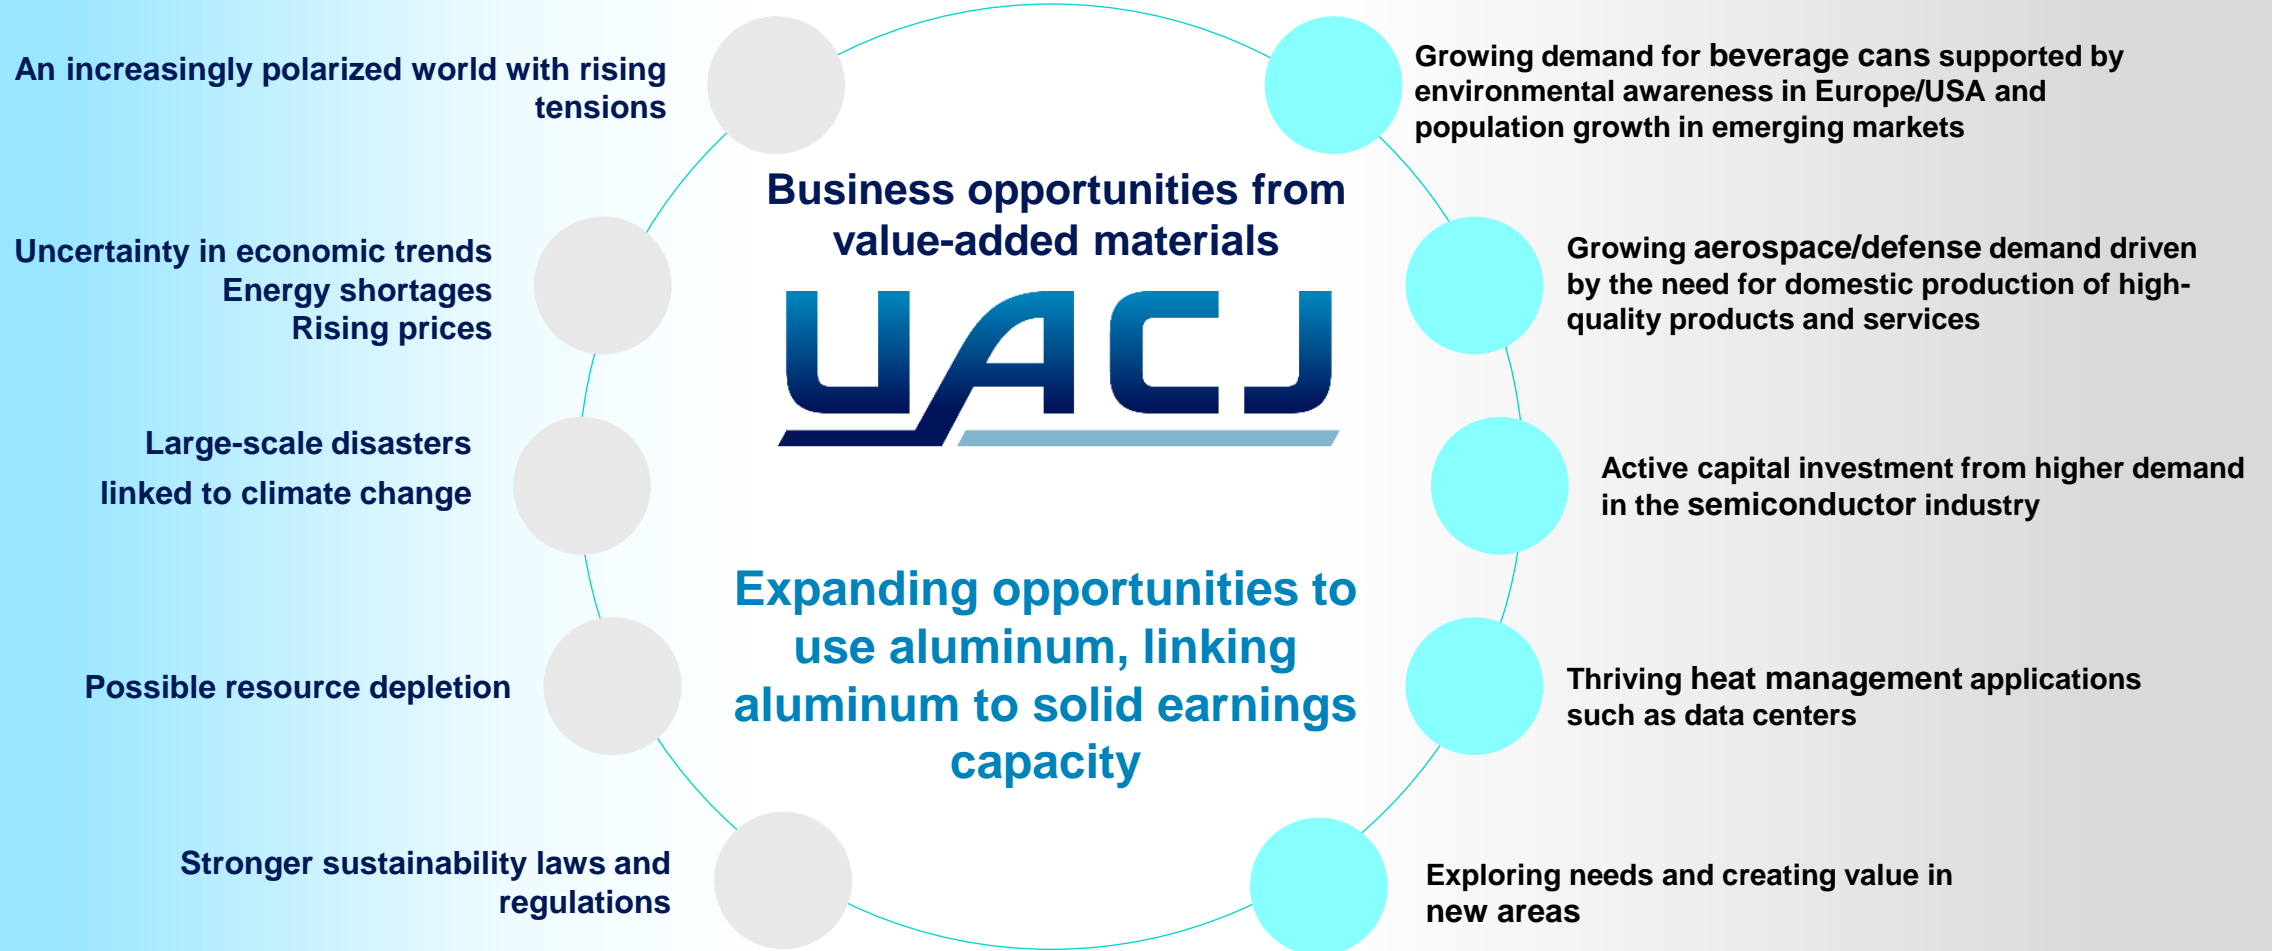 An increasingly polarized world with rising
tensions
Uncertainty in economic trends
Energy shortages
Rising prices
Large-scale disasters
linked to climate change
Possible resource depletion
Stronger sustainability laws and
regulations
Business opportunities from
value-added materials
UACJ
Expanding opportunities to
use aluminum, linking
aluminum to solid earnings
capacity
Growing demand for beverage cans supported by
environmental awareness in Europe/USA and
population growth in emerging markets
Growing aerospace/defense demand driven
by the need for domestic production of high-
quality products and services
Active capital investment from higher demand
in the semiconductor industry
Thriving heat management applications
such as data centers
Exploring needs and creating value in
new areas